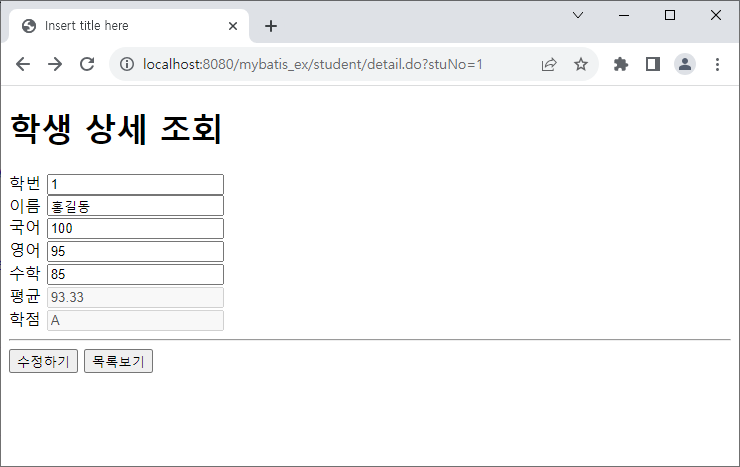 Insert title here
localhost:8080/mybatis_ex/student/detail.do?stuNo=1
학생 상세 조회
학번 1
이름 홍길동
국어 100
영어 95
수학 85
평균 93.33
학점 A
수정하기 목록보기